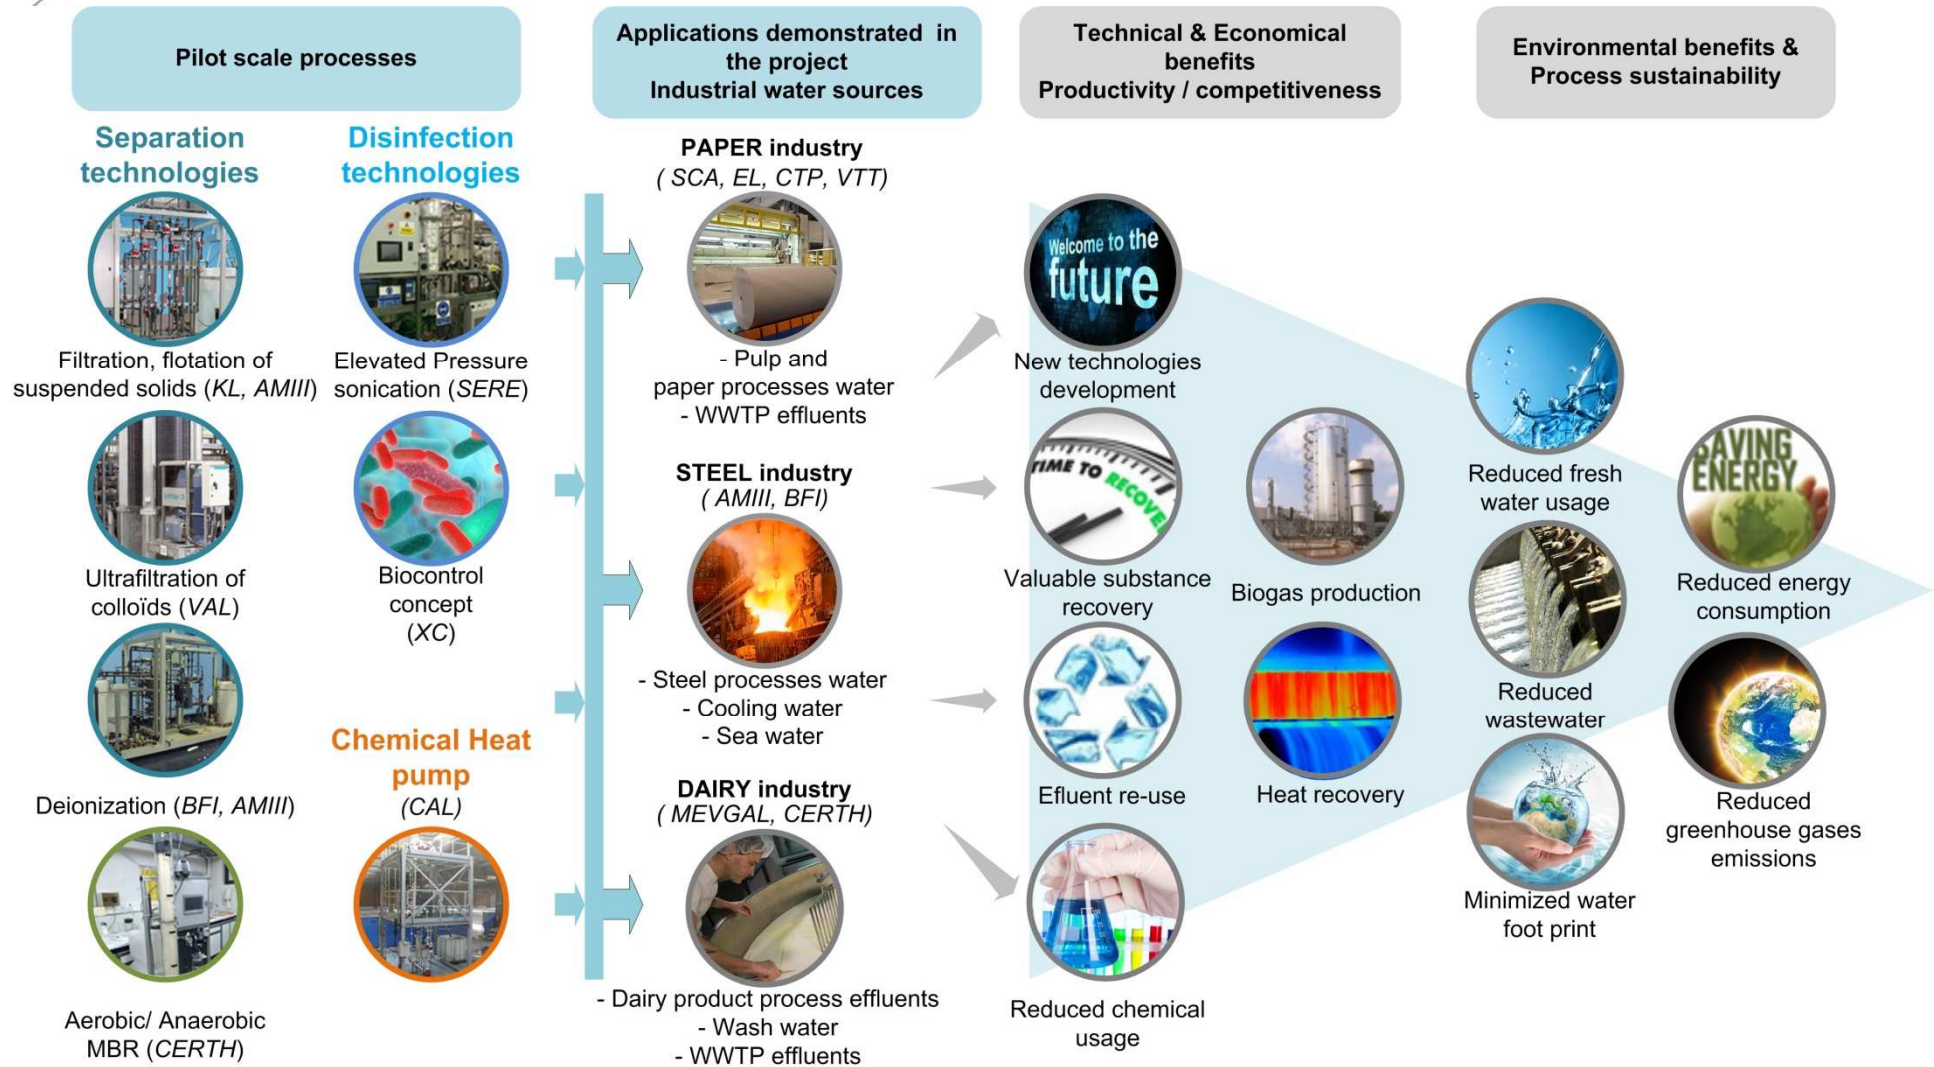 Pilot scale processes
Separation
technologies
Filtration, flotation of
suspended solids (KL, AMIII)
Ultrafiltration of
colloïds (VAL)
Deionization (BFI, AMIII)
Aerobic/ Anaerobic
MBR (CERTH)
Disinfection
technologies
Elevated Pressure
sonication (SERE)
Biocontrol
concept
(XC)
Chemical Heat
pump
(CAL)
Applications demonstrated in
the project
Industrial water sources
PAPER industry
( SCA, EL, CTP, VTT)
- Pulp and
paper processes water
- WWTP effluents
STEEL industry
( AMIII, BFI)
- Steel processes water
- Cooling water
- Sea water
DAIRY industry
( MEVGAL, CERTH)
- Dairy product process effluents
- Wash water
- WWTP effluents
Technical & Economical
benefits
Productivity / competitiveness
Welcome to the
future
New technologies
development
TIME TO RECOVE
Valuable substance
recovery
Biogas production
Efluent re-use
Heat recovery
Reduced chemical
usage
Environmental benefits &
Process sustainability
Reduced fresh
water usage
SAVING
ENERGY
Reduced energy
consumption
Reduced
wastewater
Reduced
greenhouse gases
emissions
Minimized water
foot print